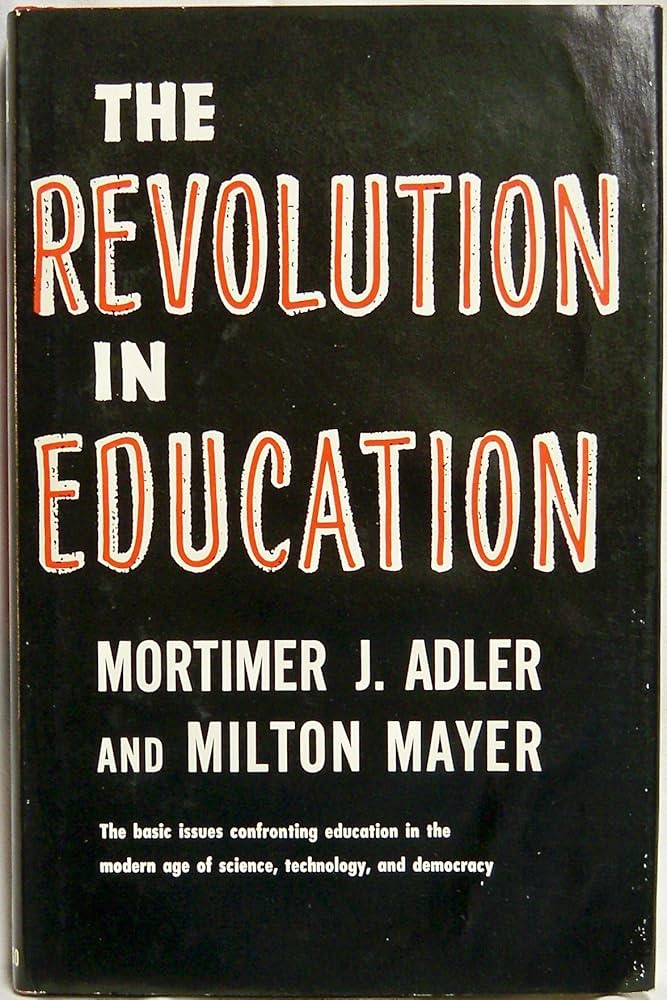 THE
REVOLUTION
IN
EDUCATION
MORTIMER J. ADLER
AND MILTON MAYER
The basic issues confronting education in the
modern age of science, technology, and democracy